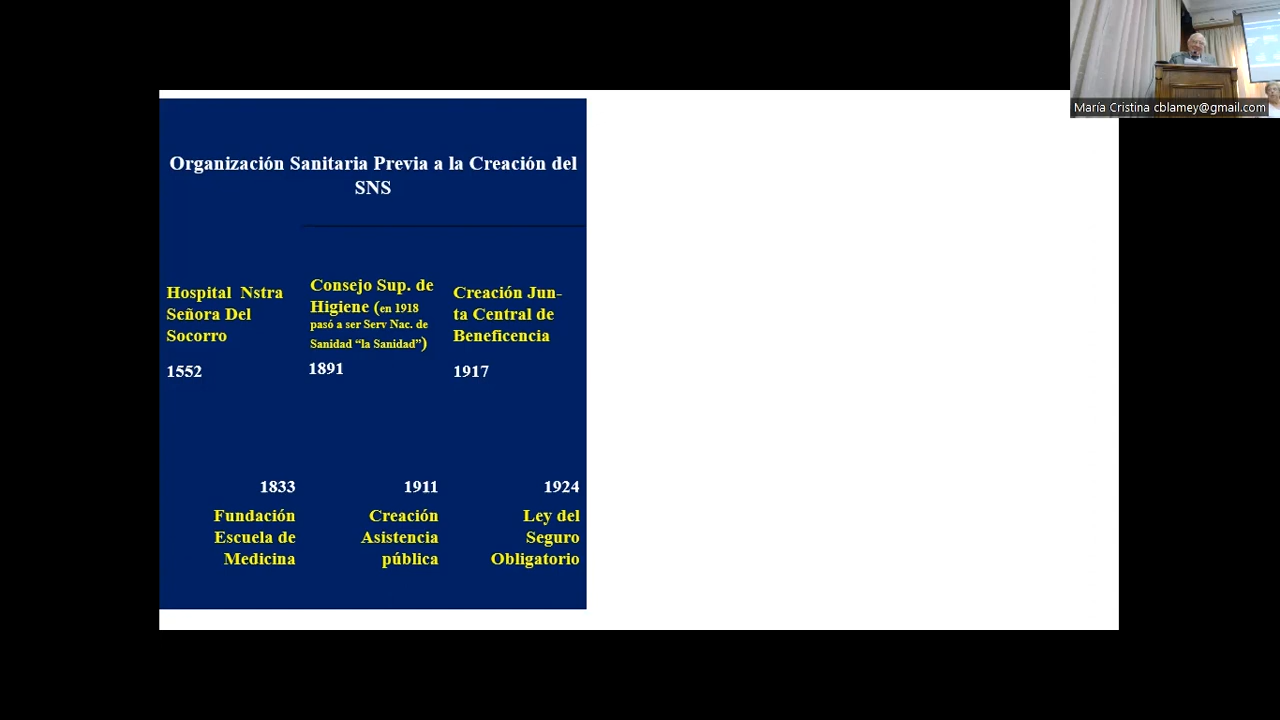 María Cristina cblamey@gmail.com
Organización Sanitaria Previa a la Creación del
SNS
Hospital Nstra
Señora Del
Socorro
1552
Consejo Sup. de
Higiene (en 1918
pasó a ser Serv Nac. de
Sanidad “la Sanidad”)
1891
Creación Jun-
ta Central de
Beneficencia
1917
1833
Fundación
Escuela de
Medicina
1911
Creación
Asistencia
pública
1924
Ley del
Seguro
Obligatorio